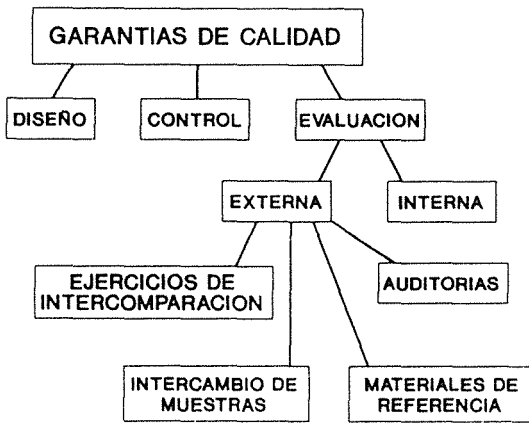 GARANTIAS DE CALIDAD
DISEÑO
CONTROL
EVALUACION
EXTERNA
INTERNA
EJERCICIOS DE
INTERCOMPARACION
AUDITORIAS
INTERCAMBIO DE
MUESTRAS
MATERIALES DE
REFERENCIA